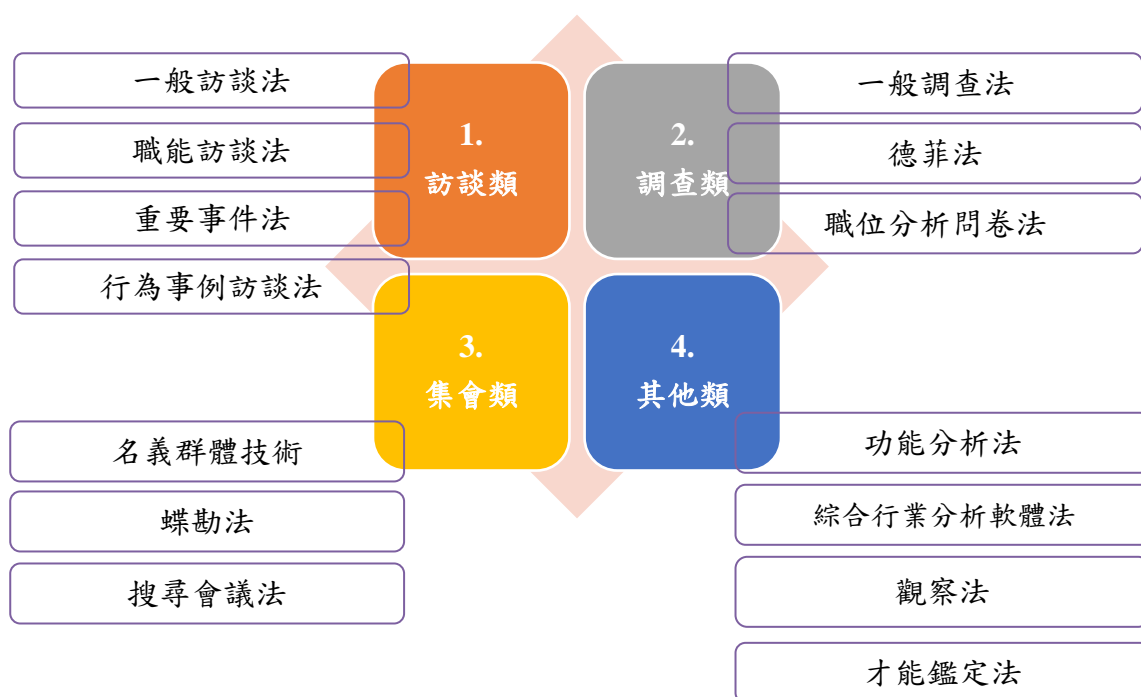 1.
訪談類
一般訪談法
職能訪談法
重要事件法
行為事例訪談法
2.
調查類
一般調查法
德菲法
職位分析問卷法
3.
集會類
名義群體技術
蝶勘法
搜尋會議法
4.
其他類
功能分析法
綜合行業分析軟體法
觀察法
才能鑑定法